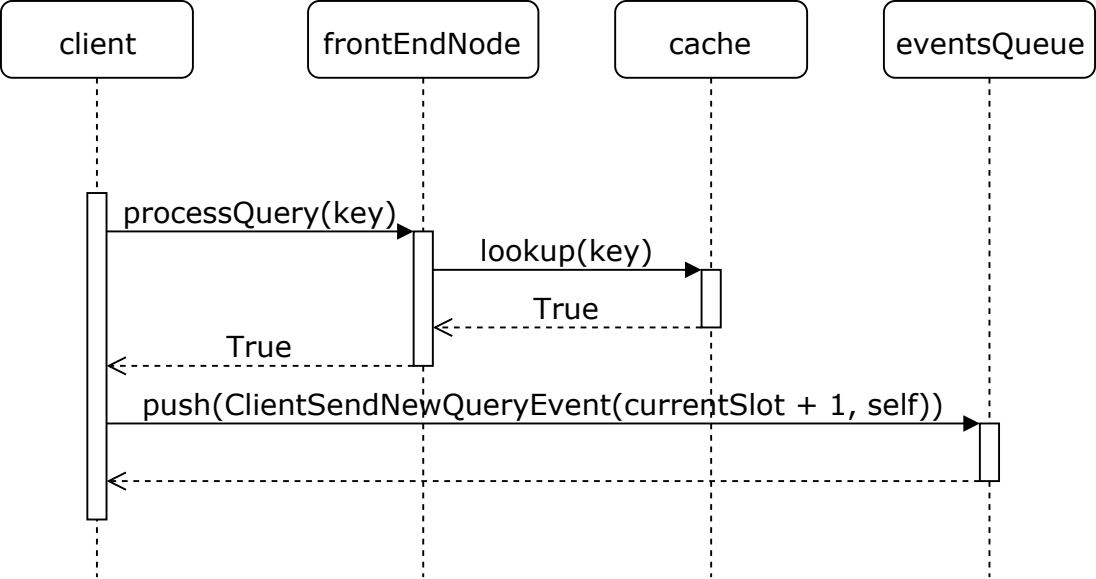 client
frontEndNode
cache
eventsQueue
processQuery(key)
lookup(key)
True
True
push(ClientSendNewQueryEvent(currentSlot + 1, self))